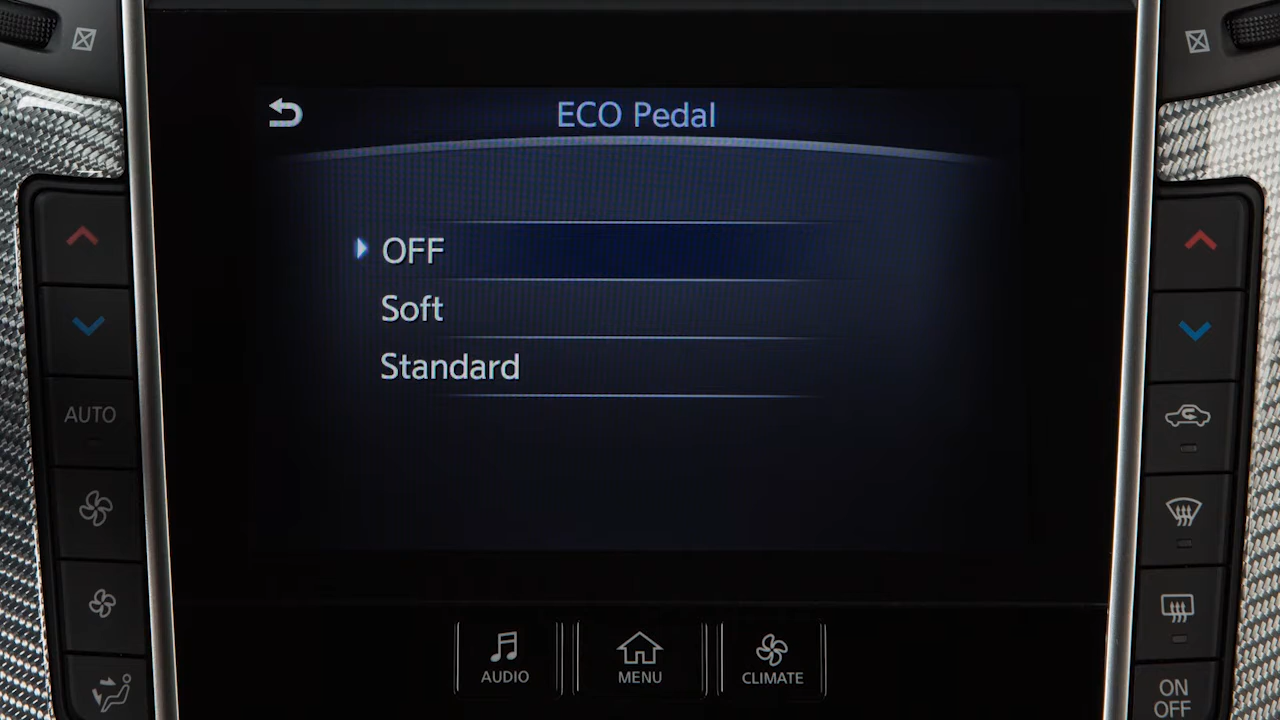 ECO Pedal
OFF
Soft
Standard
AUTO
AUDIO
MENU
CLIMATE
ON
OFF